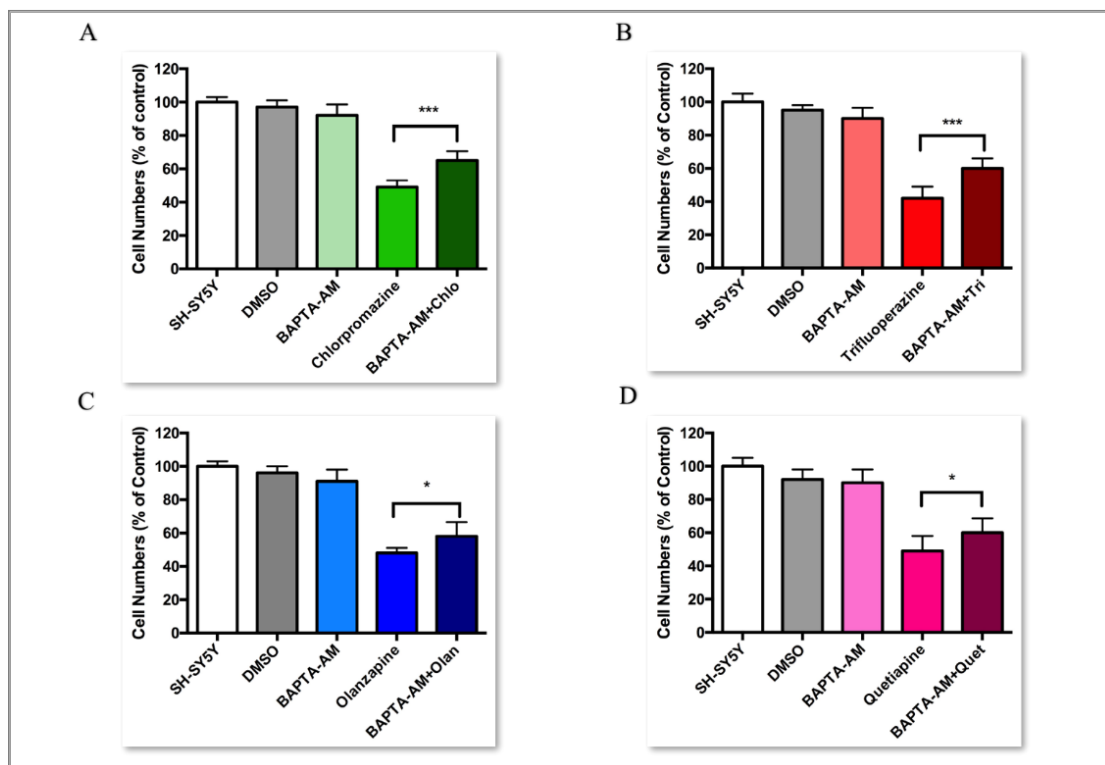 A
Cell Numbers (% of control)
120
100
80
60
40
20
0
***
SH-SY5Y
DMSO
BAPTA-AM
Chlorpromazine
BAPTA-AM+Chlo
B
Cell Numbers (% of Control)
120
100
80
60
40
20
0
***
SH-SY5Y
DMSO
BAPTA-AM
Trifluoperazine
BAPTA-AM+Tri
C
Cell Numbers (% of Control)
120
100
80
60
40
20
0
*
SH-SY5Y
DMSO
BAPTA-AM
Olanzapine
BAPTA-AM+Olan
D
Cell Numbers (% of Control)
120
100
80
60
40
20
0
*
SH-SY5Y
DMSO
BAPTA-AM
Quetiapine
BAPTA-AM+Quet